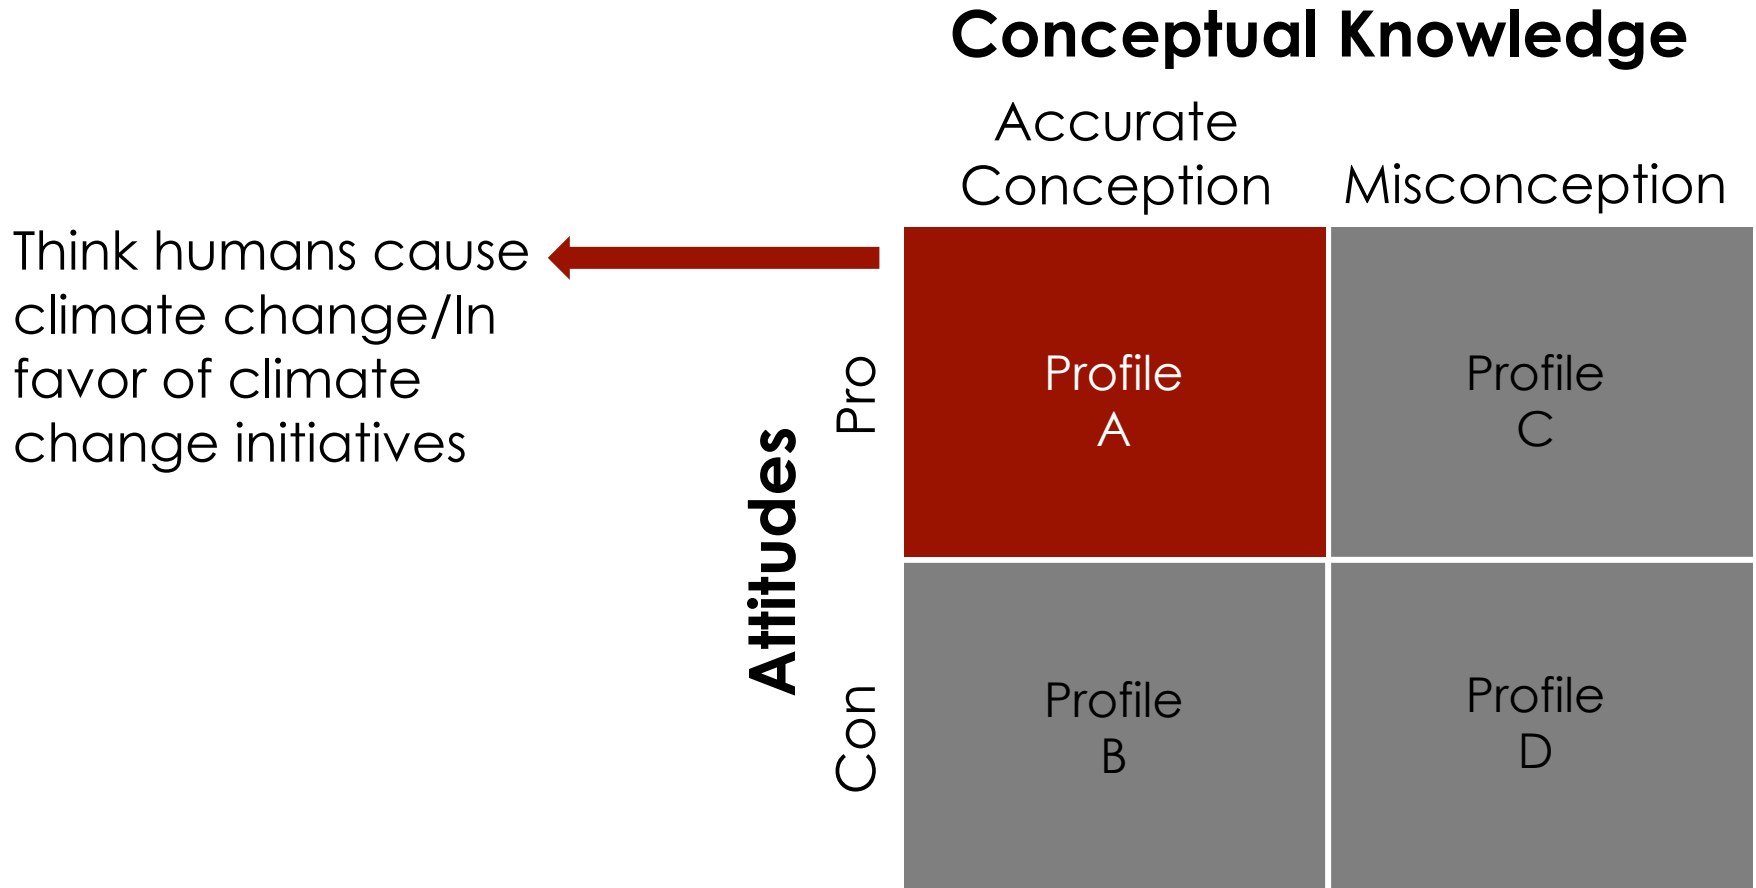 Conceptual Knowledge
Accurate
Conception
Misconception
Think humans cause
climate change/In
favor of climate
change initiatives
Attitudes
Pro
Profile
A
Profile
C
Con
Profile
B
Profile
D